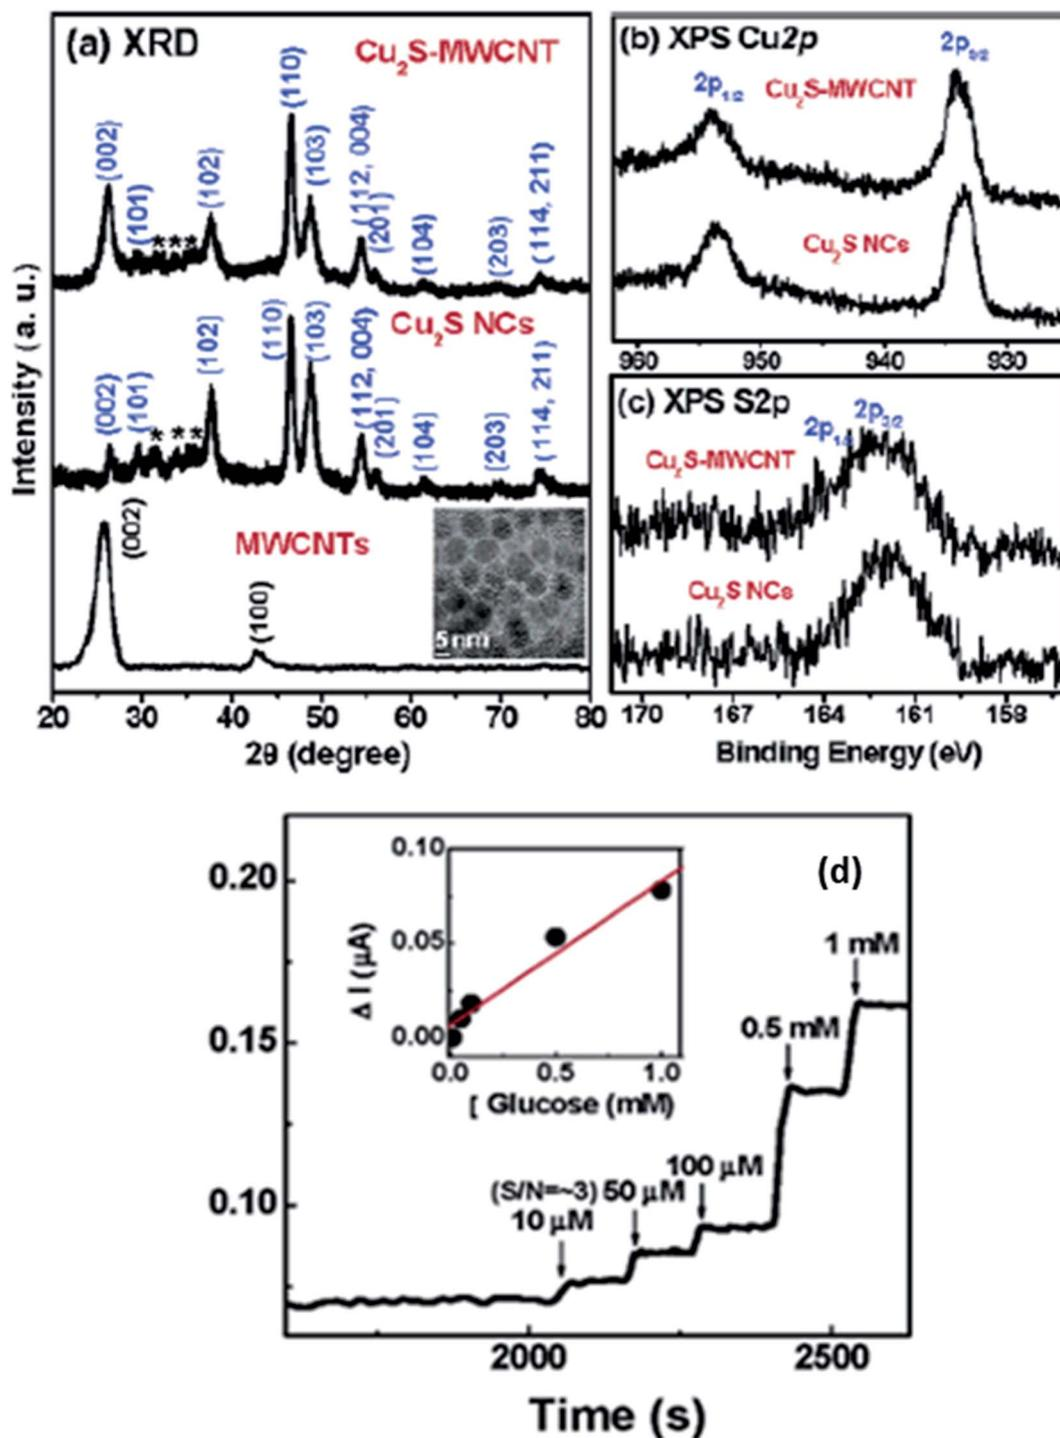 (a) XRD
Cu2S-MWCNT
(002)
(101)
***
(102)
(110)
(103)
(112, 004)
(201)
(104)
(203)
(114, 211)
Cu2S NCs
(002)
(101)
* * *
(102)
(110)
(103)
(112, 004)
(201)
(104)
(203)
(114, 211)
MWCNTs
(002)
(100)
5 nm
Intensity (a. u.)
20 30 40 50 60 70 80
2θ (degree)
(b) XPS Cu2p
2p1/2
2p3/2
Cu2S-MWCNT
Cu2S NCs
960 950 940 930
(c) XPS S2p
2p3/2
Cu2S-MWCNT
Cu2S NCs
170 167 164 161 158
Binding Energy (eV)
(d)
0.20
0.15
0.10
0.10
0.05
0.00
Δ I (μA)
0.0 0.5 1.0
[ Glucose (mM)
1 mM
0.5 mM
100 μM
(S/N=~3) 50 μM
10 μM
2000 2500
Time (s)